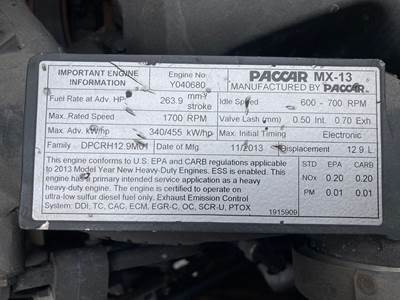 IMPORTANT ENGINE INFORMATION
Engine No. Y040680
PACCAR MX-13
MANUFACTURED BY PACCAR
Fuel Rate at Adv. HP 263.9 mm³/stroke
Idle Speed 600 - 700 RPM
Max. Rated Speed 1700 RPM
Valve Lash (mm) 0.50 Int. 0.70 Exh
Max. Adv. kW/hp 340/455 kW/hp
Max. Initial Timing Electronic
Family DPCRH12.9M01
Date of Mfg. 11/2013
Displacement 12.9 L
This engine conforms to U.S. EPA and CARB regulations applicable
to 2013 Model Year New Heavy-Duty Engines. ESS is enabled. This
engine has a primary intended service application as a heavy
heavy-duty engine. The engine is certified to operate on
ultra-low sulfur diesel fuel only. Exhaust Emission Control
System: DDI, TC, CAC, ECM, EGR-C, OC, SCR-U, PTOX
STD EPA CARB
NOx 0.20 0.20
PM 0.01 0.01
1915909